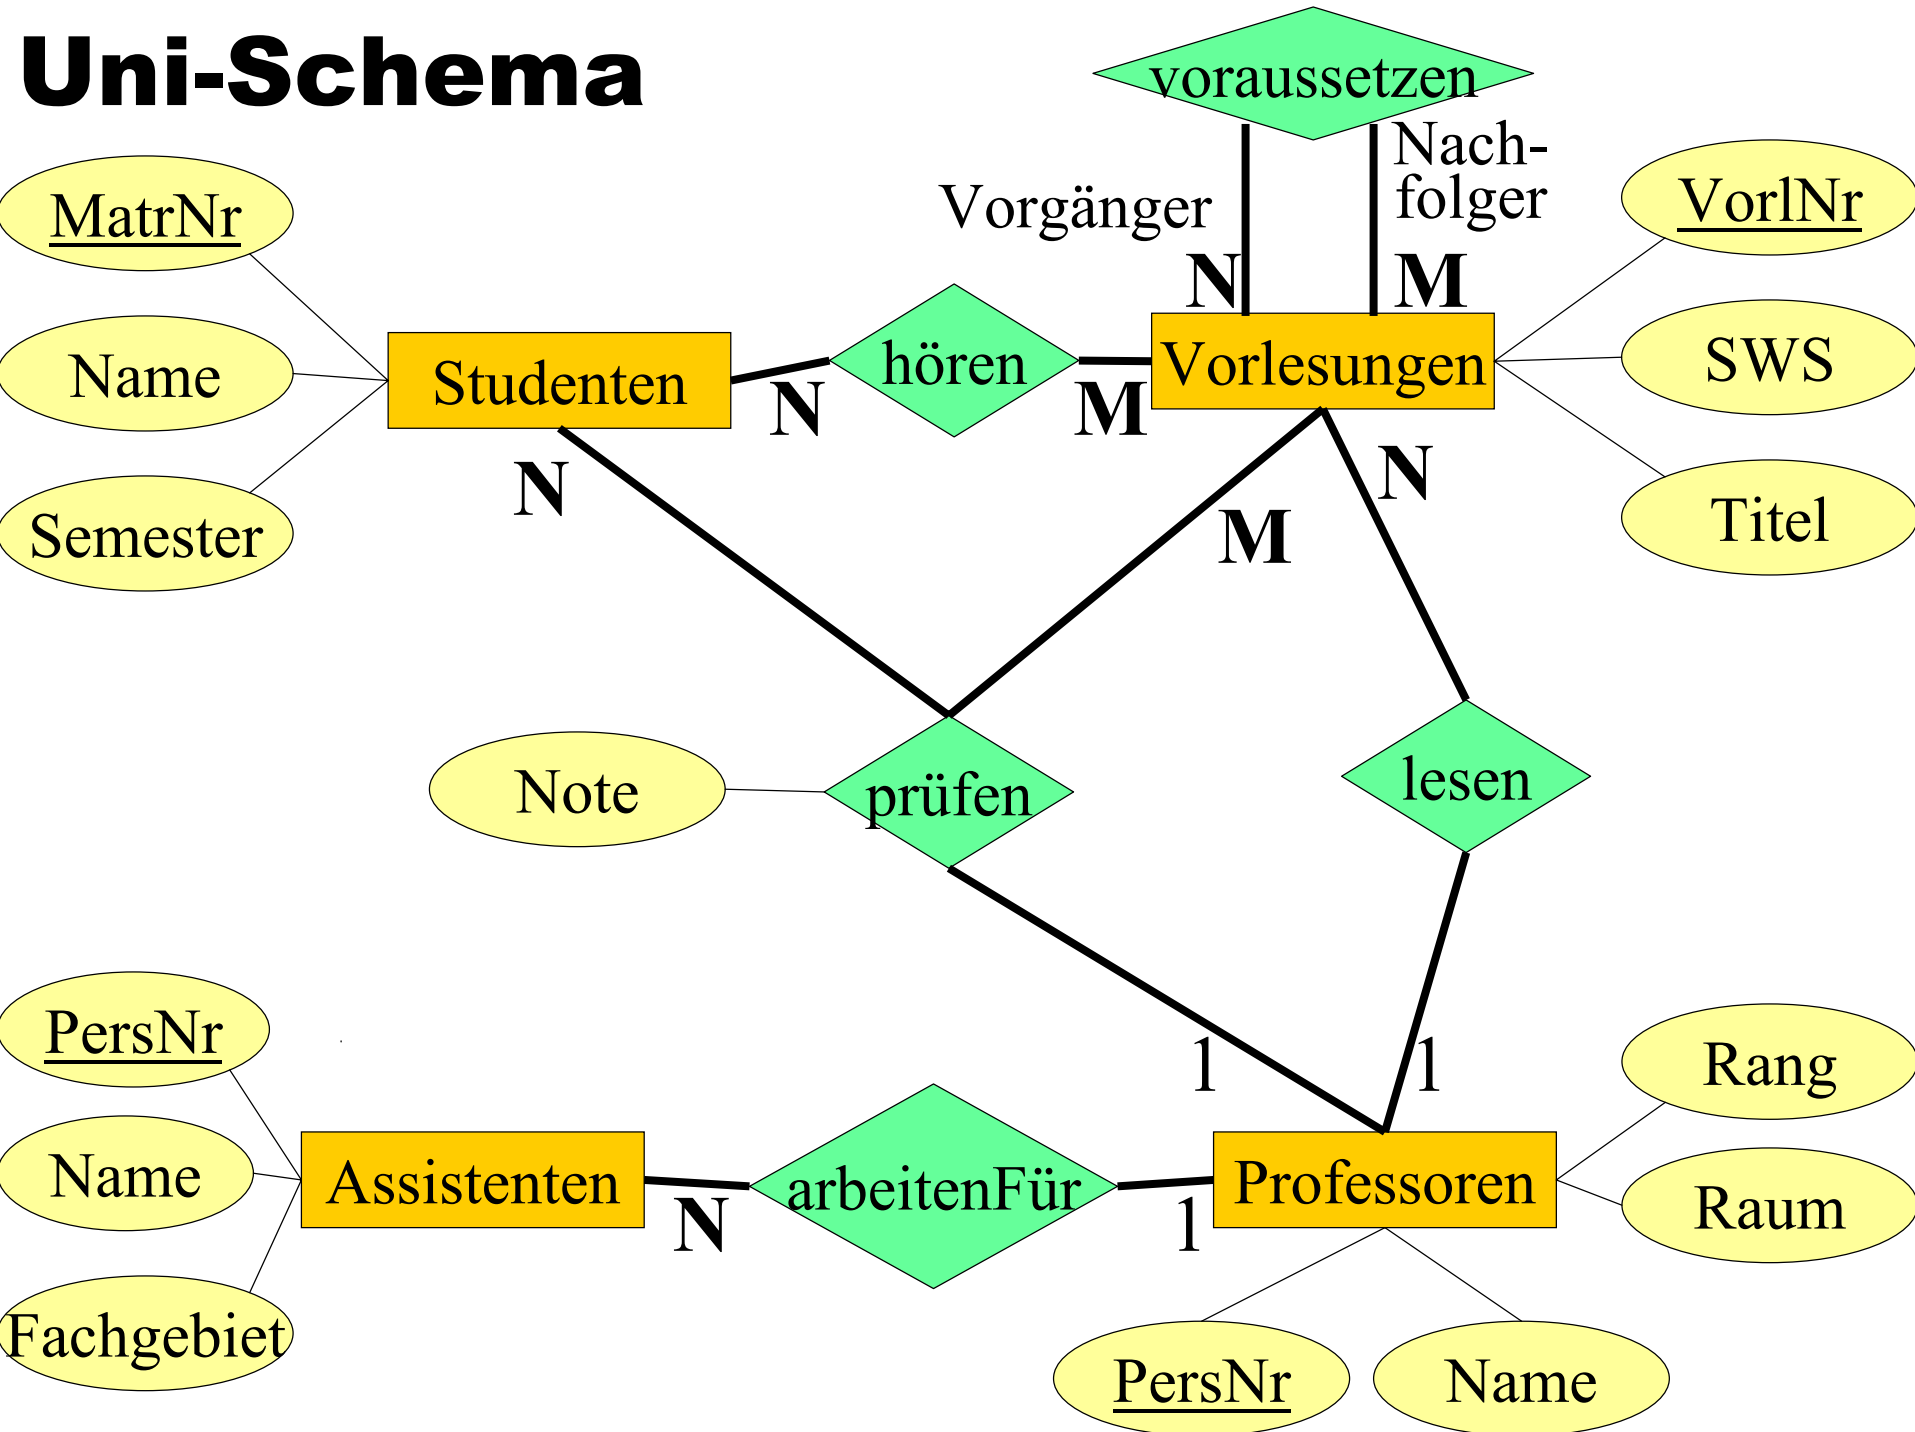 Uni-Schema
voraussetzen
Vorgänger
Nach-
folger
N
M
MatrNr
Name
Semester
Studenten
N
hören
M
Vorlesungen
VorlNr
SWS
Titel
N
M
N
Note
prüfen
lesen
1
1
PersNr
Name
Fachgebiet
Assistenten
N
arbeitenFür
1
Professoren
Rang
Raum
PersNr
Name